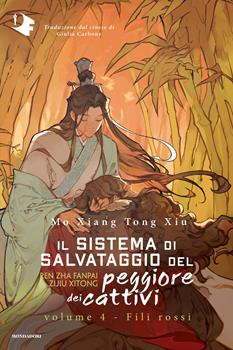 Traduzione dal cinese di
Giulia Carbone
Mo Xiang Tong Xiu
IL SISTEMA DI
SALVATAGGIO DEL
REN ZHA FANPAI
ZIJIU XITONG
peggiore
dei cattivi
volume 4 - Fili rossi
MONDADORI